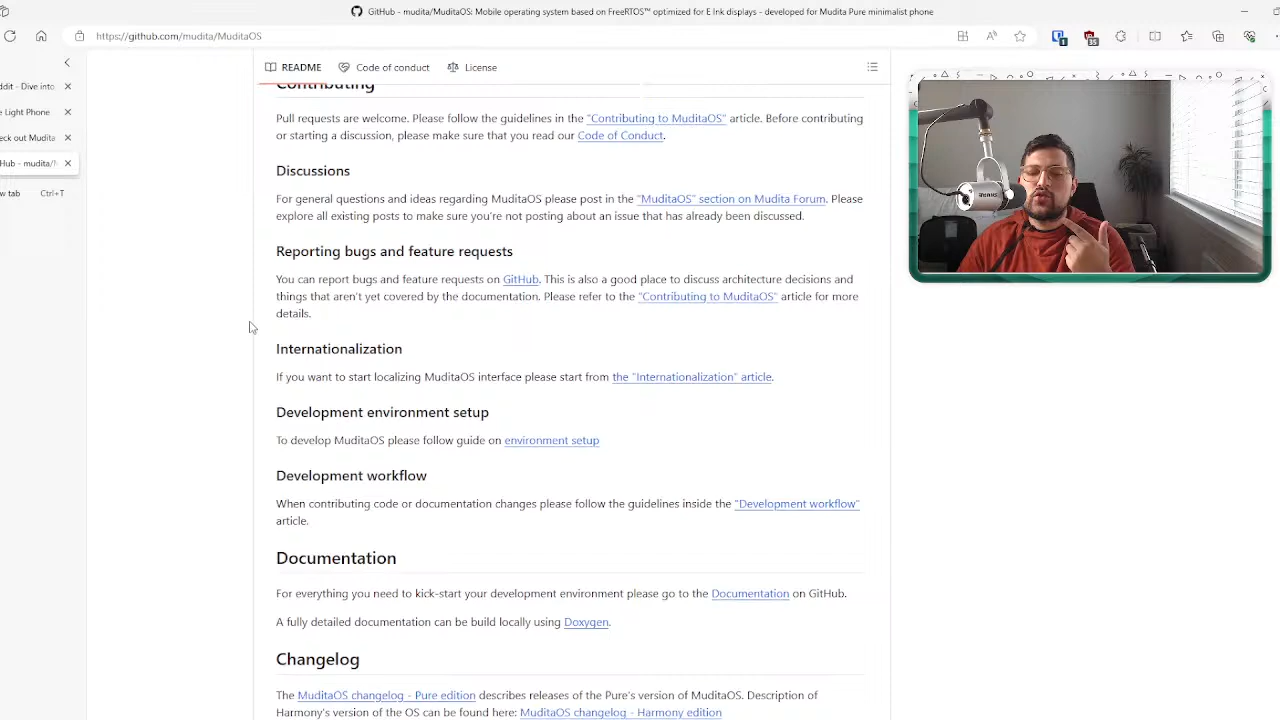 GitHub - mudita/MuditaOS: Mobile operating system based on FreeRTOS™ optimized for E Ink displays - developed for Mudita Pure minimalist phone
https://github.com/mudita/MuditaOS
1
35
README
Code of conduct
License
ddit - Dive into
e Light Phone
eck out Mudita
Hub - mudita/M
w tab Ctrl+T
Contributing
Pull requests are welcome. Please follow the guidelines in the "Contributing to MuditaOS" article. Before contributing
or starting a discussion, please make sure that you read our Code of Conduct.
Discussions
For general questions and ideas regarding MuditaOS please post in the "MuditaOS" section on Mudita Forum. Please
explore all existing posts to make sure you're not posting about an issue that has already been discussed.
Reporting bugs and feature requests
You can report bugs and feature requests on GitHub. This is also a good place to discuss architecture decisions and
things that aren't yet covered by the documentation. Please refer to the "Contributing to MuditaOS" article for more
details.
Internationalization
If you want to start localizing MuditaOS interface please start from the "Internationalization" article.
Development environment setup
To develop MuditaOS please follow guide on environment setup
Development workflow
When contributing code or documentation changes please follow the guidelines inside the "Development workflow"
article.
Documentation
For everything you need to kick-start your development environment please go to the Documentation on GitHub.
A fully detailed documentation can be build locally using Doxygen.
Changelog
The MuditaOS changelog - Pure edition describes releases of the Pure's version of MuditaOS. Description of
Harmony's version of the OS can be found here: MuditaOS changelog - Harmony edition